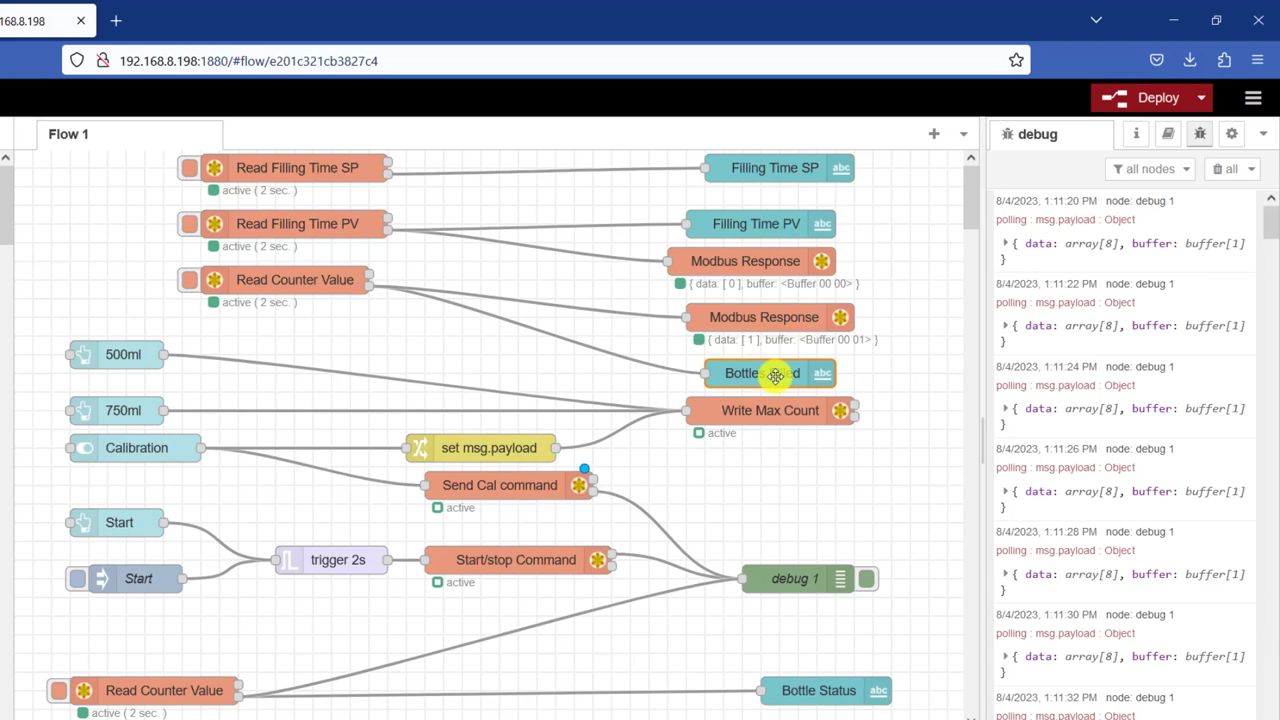 168.8.198
192.168.8.198:1880/#flow/e201c321cb3827c4
Deploy
Flow 1
debug
i
all nodes
all
Read Filling Time SP
active ( 2 sec. )
Filling Time SP
abc
Read Filling Time PV
active ( 2 sec. )
Filling Time PV
abc
Modbus Response
{ data: [ 0 ], buffer: <Buffer 00 00> }
Read Counter Value
active ( 2 sec. )
Modbus Response
{ data: [ 1 ], buffer: <Buffer 00 01> }
500ml
Bottles
abc
750ml
Write Max Count
active
Calibration
set msg.payload
Send Cal command
active
Start
trigger 2s
Start/stop Command
active
Start
debug 1
Read Counter Value
active ( 2 sec. )
Bottle Status
abc
8/4/2023, 1:11:20 PM node: debug 1
polling : msg.payload : Object
{ data: array[8], buffer: buffer[1]
}
8/4/2023, 1:11:22 PM node: debug 1
polling : msg.payload : Object
{ data: array[8], buffer: buffer[1]
}
8/4/2023, 1:11:24 PM node: debug 1
polling : msg.payload : Object
{ data: array[8], buffer: buffer[1]
}
8/4/2023, 1:11:26 PM node: debug 1
polling : msg.payload : Object
{ data: array[8], buffer: buffer[1]
}
8/4/2023, 1:11:28 PM node: debug 1
polling : msg.payload : Object
{ data: array[8], buffer: buffer[1]
}
8/4/2023, 1:11:30 PM node: debug 1
polling : msg.payload : Object
{ data: array[8], buffer: buffer[1]
}
8/4/2023, 1:11:32 PM node: debug 1
polling : msg.payload : Object